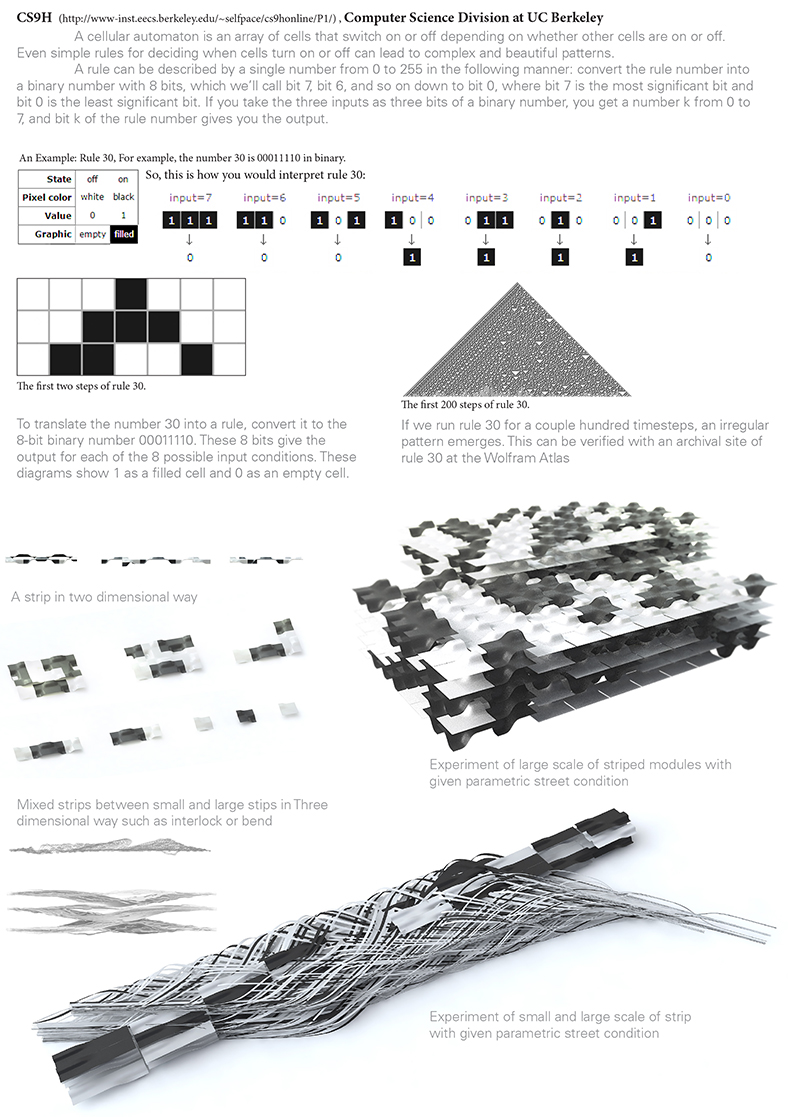 CS9H (http://www-inst.eecs.berkeley.edu/~selfpace/cs9honline/P1/) , Computer Science Division at UC Berkeley
A cellular automaton is an array of cells that switch on or off depending on whether other cells are on or off.
Even simple rules for deciding when cells turn on or off can lead to complex and beautiful patterns.
A rule can be described by a single number from 0 to 255 in the following manner: convert the rule number into
a binary number with 8 bits, which we'll call bit 7, bit 6, and so on down to bit 0, where bit 7 is the most significant bit and
bit 0 is the least significant bit. If you take the three inputs as three bits of a binary number, you get a number k from 0 to
7, and bit k of the rule number gives you the output.
An Example: Rule 30, For example, the number 30 is 00011110 in binary.
So, this is how you would interpret rule 30:
State off on
Pixel color white black
Value 0 1
Graphic empty filled
input=7 input=6 input=5 input=4 input=3 input=2 input=1 input=0
1 1 1 1 1 0 1 0 1 1 0 0 0 1 1 0 1 0 0 0 1 0 0 0
↓ ↓ ↓ ↓ ↓ ↓ ↓ ↓
0 0 0 1 1 1 1 0
The first two steps of rule 30.
The first 200 steps of rule 30.
To translate the number 30 into a rule, convert it to the
8-bit binary number 00011110. These 8 bits give the
output for each of the 8 possible input conditions. These
diagrams show 1 as a filled cell and 0 as an empty cell.
If we run rule 30 for a couple hundred timesteps, an irregular
pattern emerges. This can be verified with an archival site of
rule 30 at the Wolfram Atlas
A strip in two dimensional way
Experiment of large scale of striped modules with
given parametric street condition
Mixed strips between small and large stips in Three
dimensional way such as interlock or bend
Experiment of small and large scale of strip
with given parametric street condition